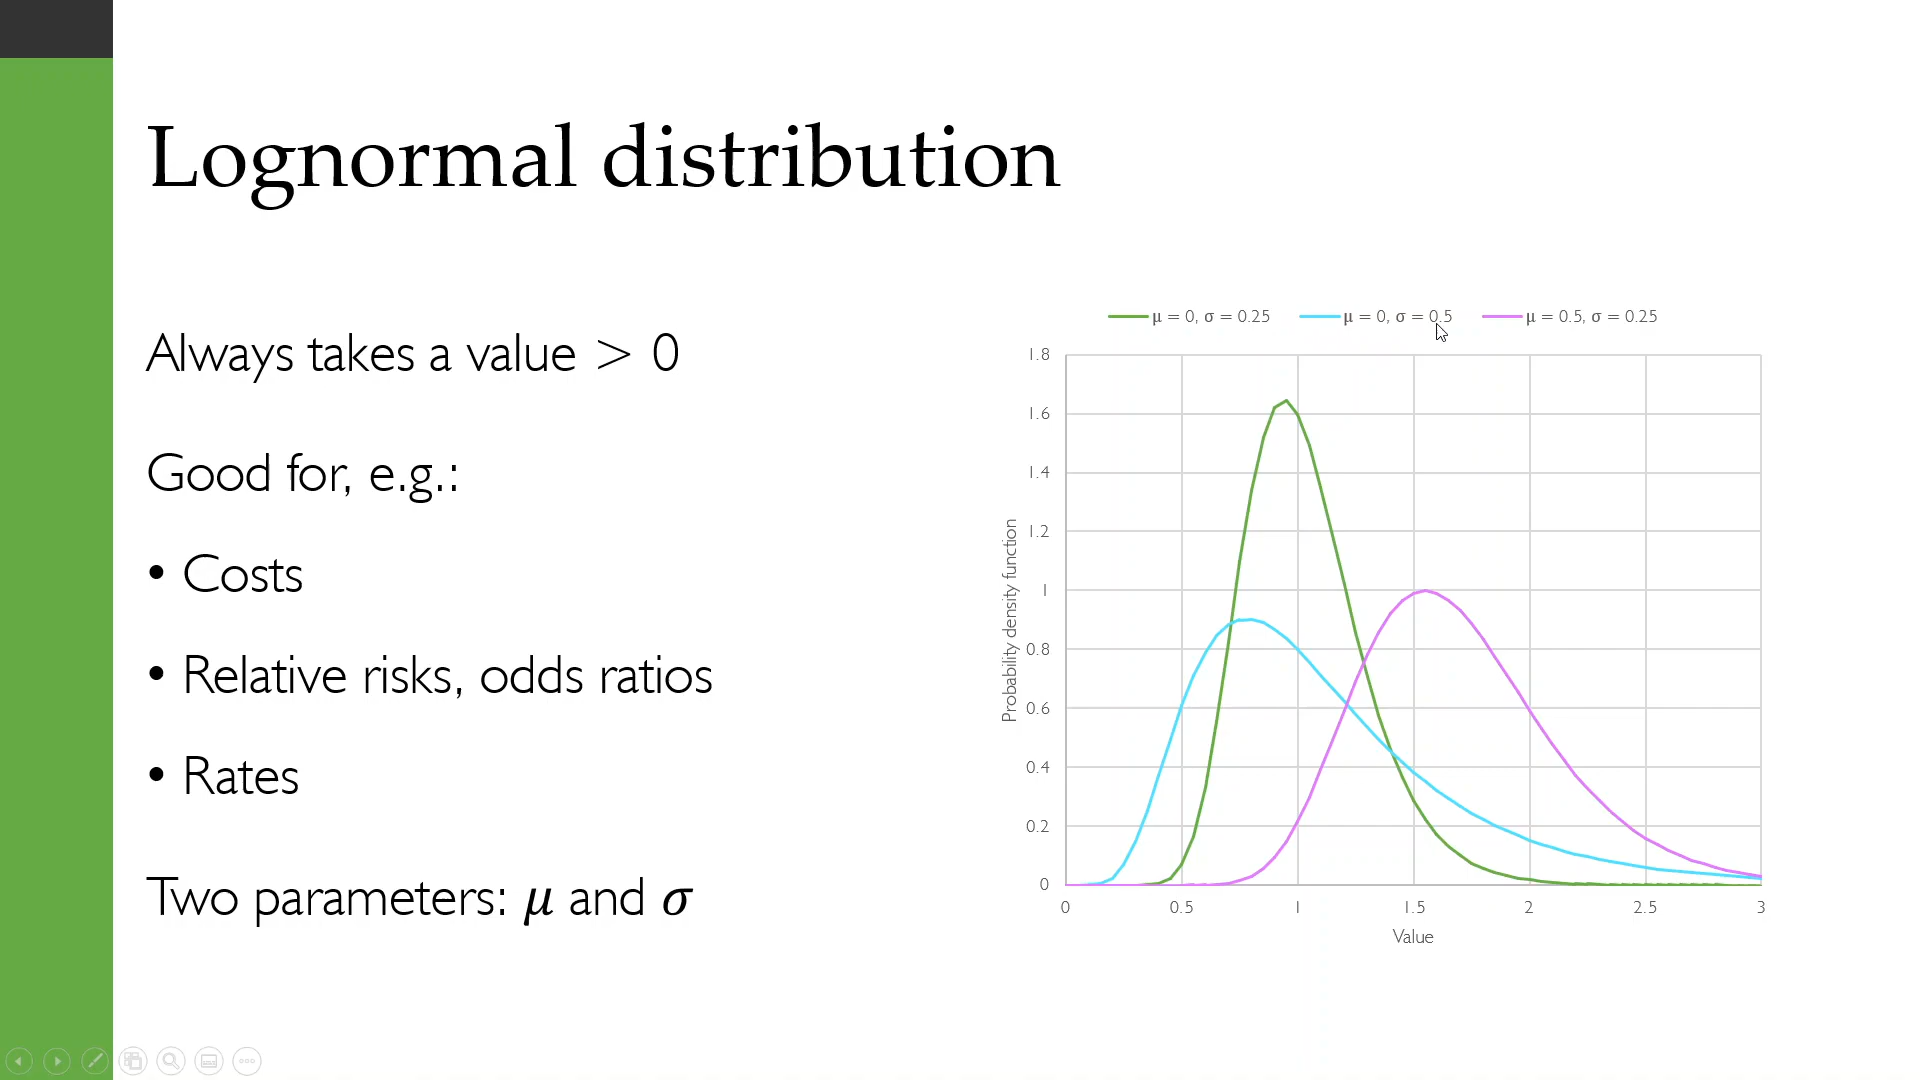 Lognormal distribution
Always takes a value > 0
Good for, e.g.:
• Costs
• Relative risks, odds ratios
• Rates
Two parameters: μ and σ
μ = 0, σ = 0.25
μ = 0, σ = 0.5
μ = 0.5, σ = 0.25
1.8
1.6
1.4
1.2
1
0.8
0.6
0.4
0.2
0
Probability density function
0 0.5 1 1.5 2 2.5 3
Value